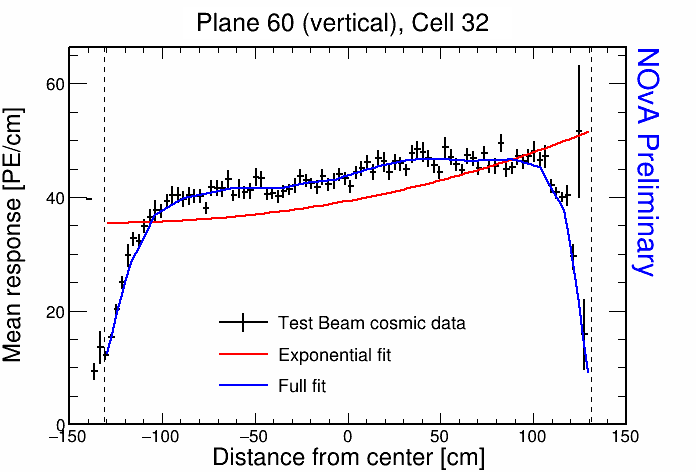 Plane 60 (vertical), Cell 32
NOvA Preliminary
Mean response [PE/cm]
60
40
20
0
Test Beam cosmic data
Exponential fit
Full fit
−150 −100 −50 0 50 100 150
Distance from center [cm]